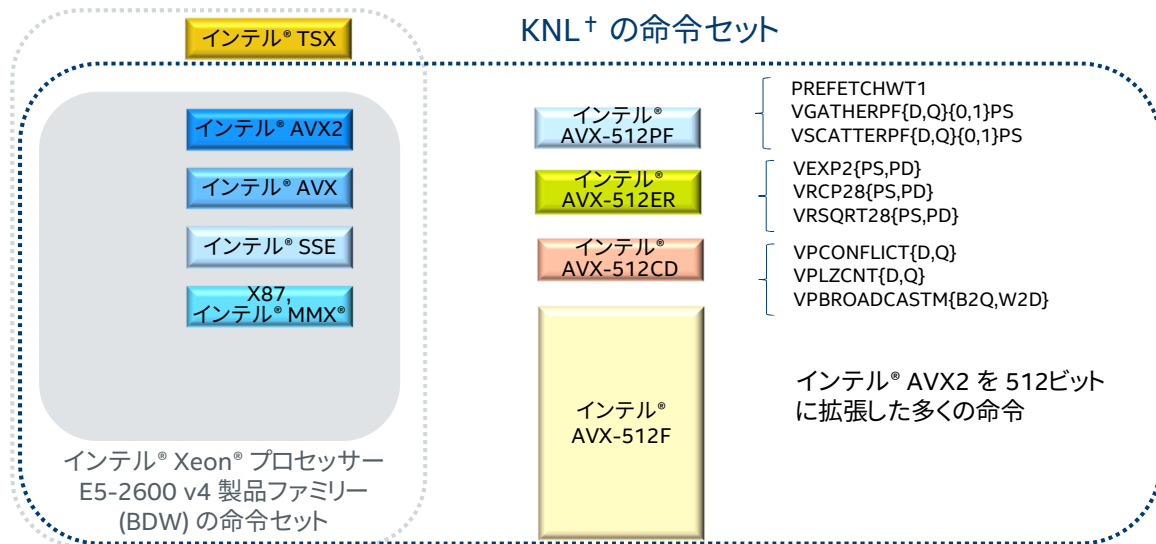 KNL† の命令セット
インテル® TSX
インテル® AVX2
インテル® AVX
インテル® SSE
X87,
インテル® MMX®
インテル® Xeon® プロセッサー
E5-2600 v4 製品ファミリー
(BDW) の命令セット
インテル®
AVX-512PF
PREFETCHWT1
VGATHERPF{D,Q}{0,1}PS
VSCATTERPF{D,Q}{0,1}PS
インテル®
AVX-512ER
VEXP2{PS,PD}
VRCP28{PS,PD}
VRSQRT28{PS,PD}
インテル®
AVX-512CD
VPCONFLICT{D,Q}
VPLZCNT{D,Q}
VPBROADCASTM{B2Q,W2D}
インテル®
AVX-512F
インテル® AVX2 を 512ビット
に拡張した多くの命令